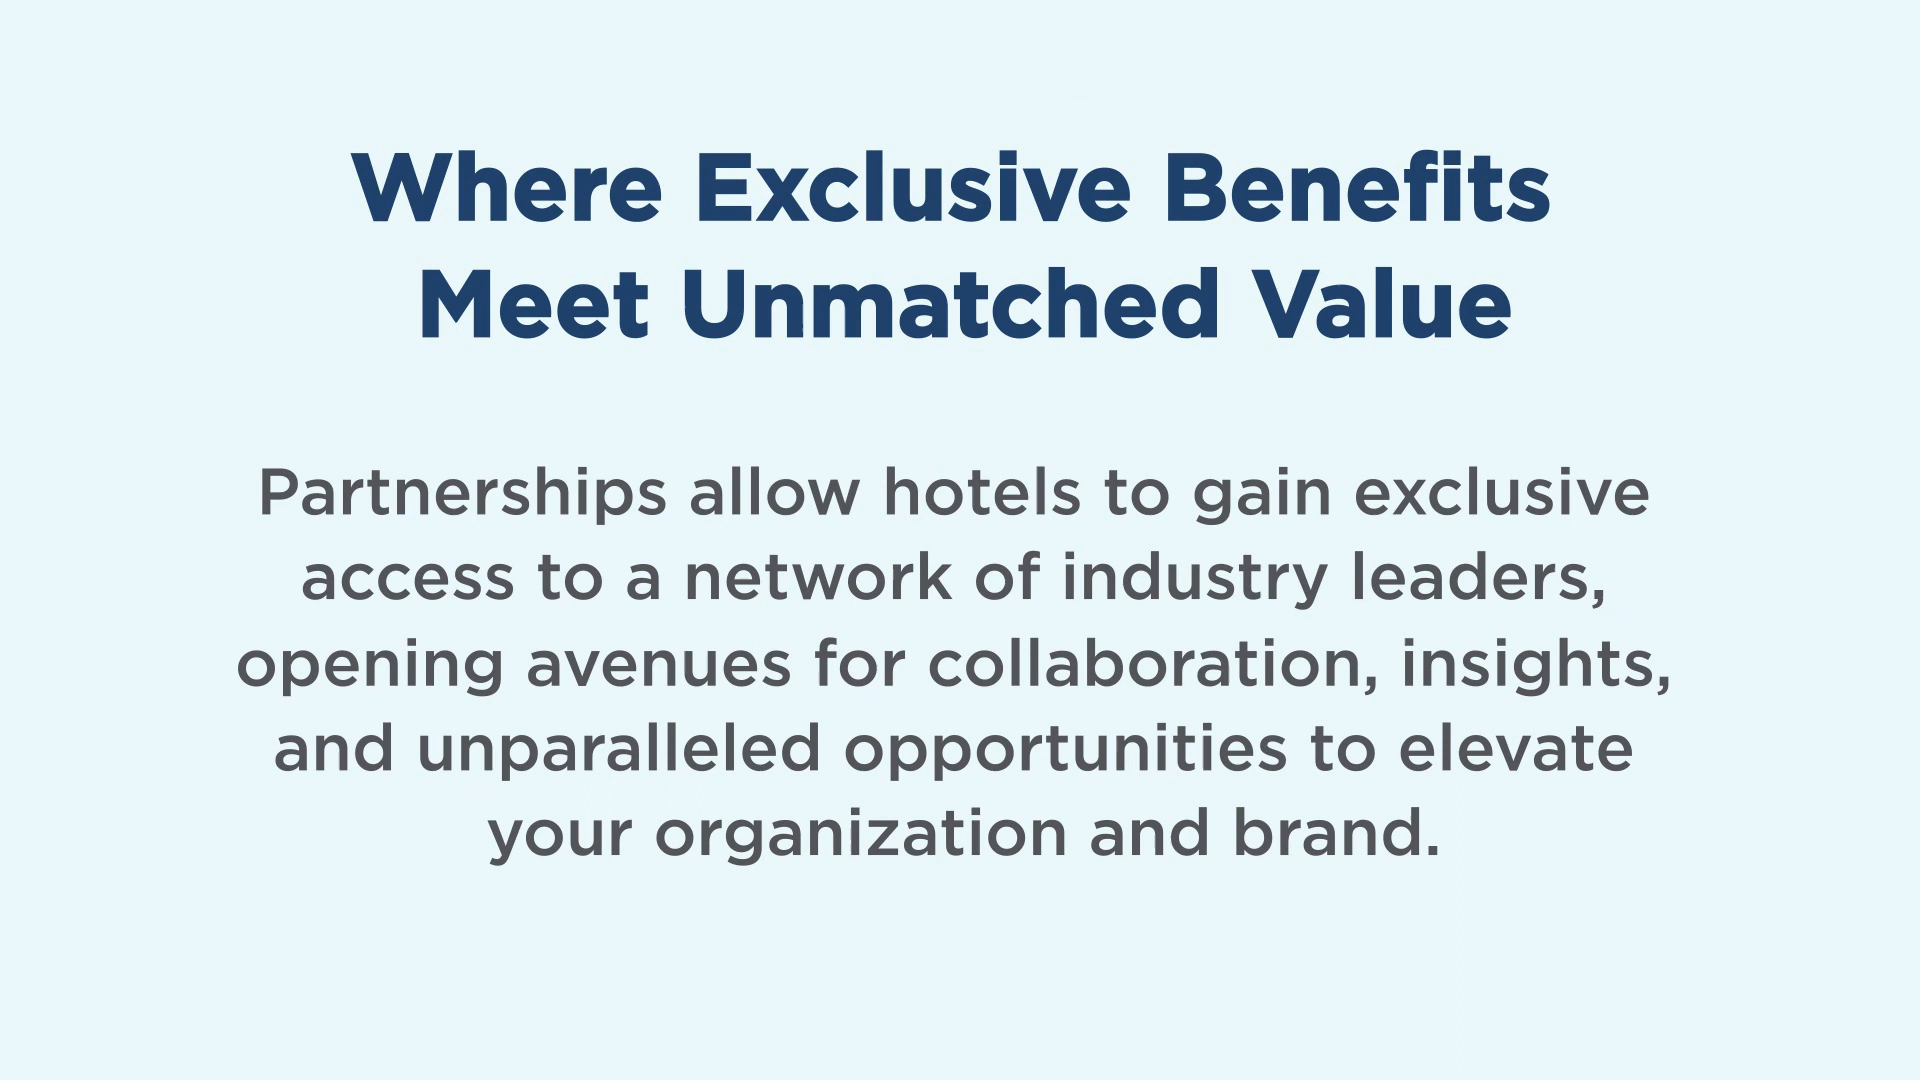 Where Exclusive Benefits
Meet Unmatched Value
Partnerships allow hotels to gain exclusive
access to a network of industry leaders,
opening avenues for collaboration, insights,
and unparalleled opportunities to elevate
your organization and brand.